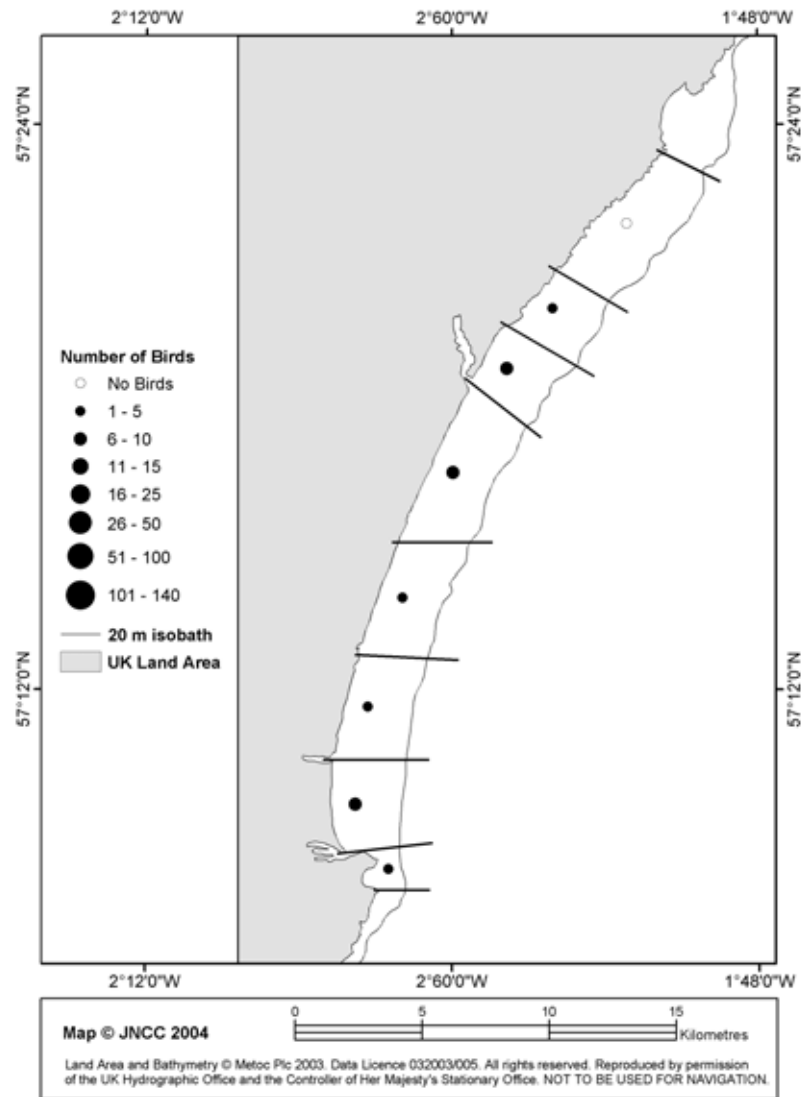 2°12'0"W 2°60'0"W 1°48'0"W
57°24'0"N 57°24'0"N
Number of Birds
No Birds
1 - 5
6 - 10
11 - 15
16 - 25
26 - 50
51 - 100
101 - 140
20 m isobath
UK Land Area
57°12'0"N 57°12'0"N
2°12'0"W 2°60'0"W 1°48'0"W
0 5 10 15
Map © JNCC 2004 Kilometres
Land Area and Bathymetry © Metoc Plc 2003. Data Licence 032003/005. All rights reserved. Reproduced by permission
of the UK Hydrographic Office and the Controller of Her Majesty's Stationary Office. NOT TO BE USED FOR NAVIGATION.